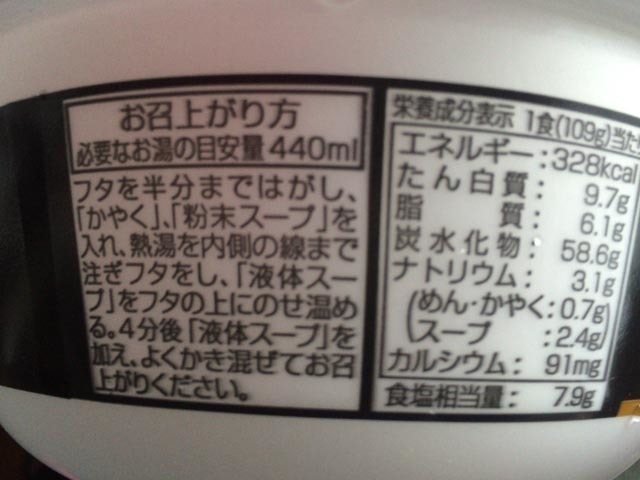 お召上がり方
必要なお湯の目安量 440ml
フタを半分まではがし、
「かやく」、「粉末スープ」を
入れ、熱湯を内側の線まで
注ぎフタをし、「液体スー
プ」をフタの上にのせ温め
る。4分後「液体スープ」を
加え、よくかき混ぜてお召
上がりください。
栄養成分表示 1食(109g)当たり
エネルギー:328kcal
たん白質: 9.7g
脂質: 6.1g
炭水化物: 58.6g
ナトリウム: 3.1g
(めん・かやく:0.7g)
(スープ :2.4g)
カルシウム: 91mg
食塩相当量: 7.9g